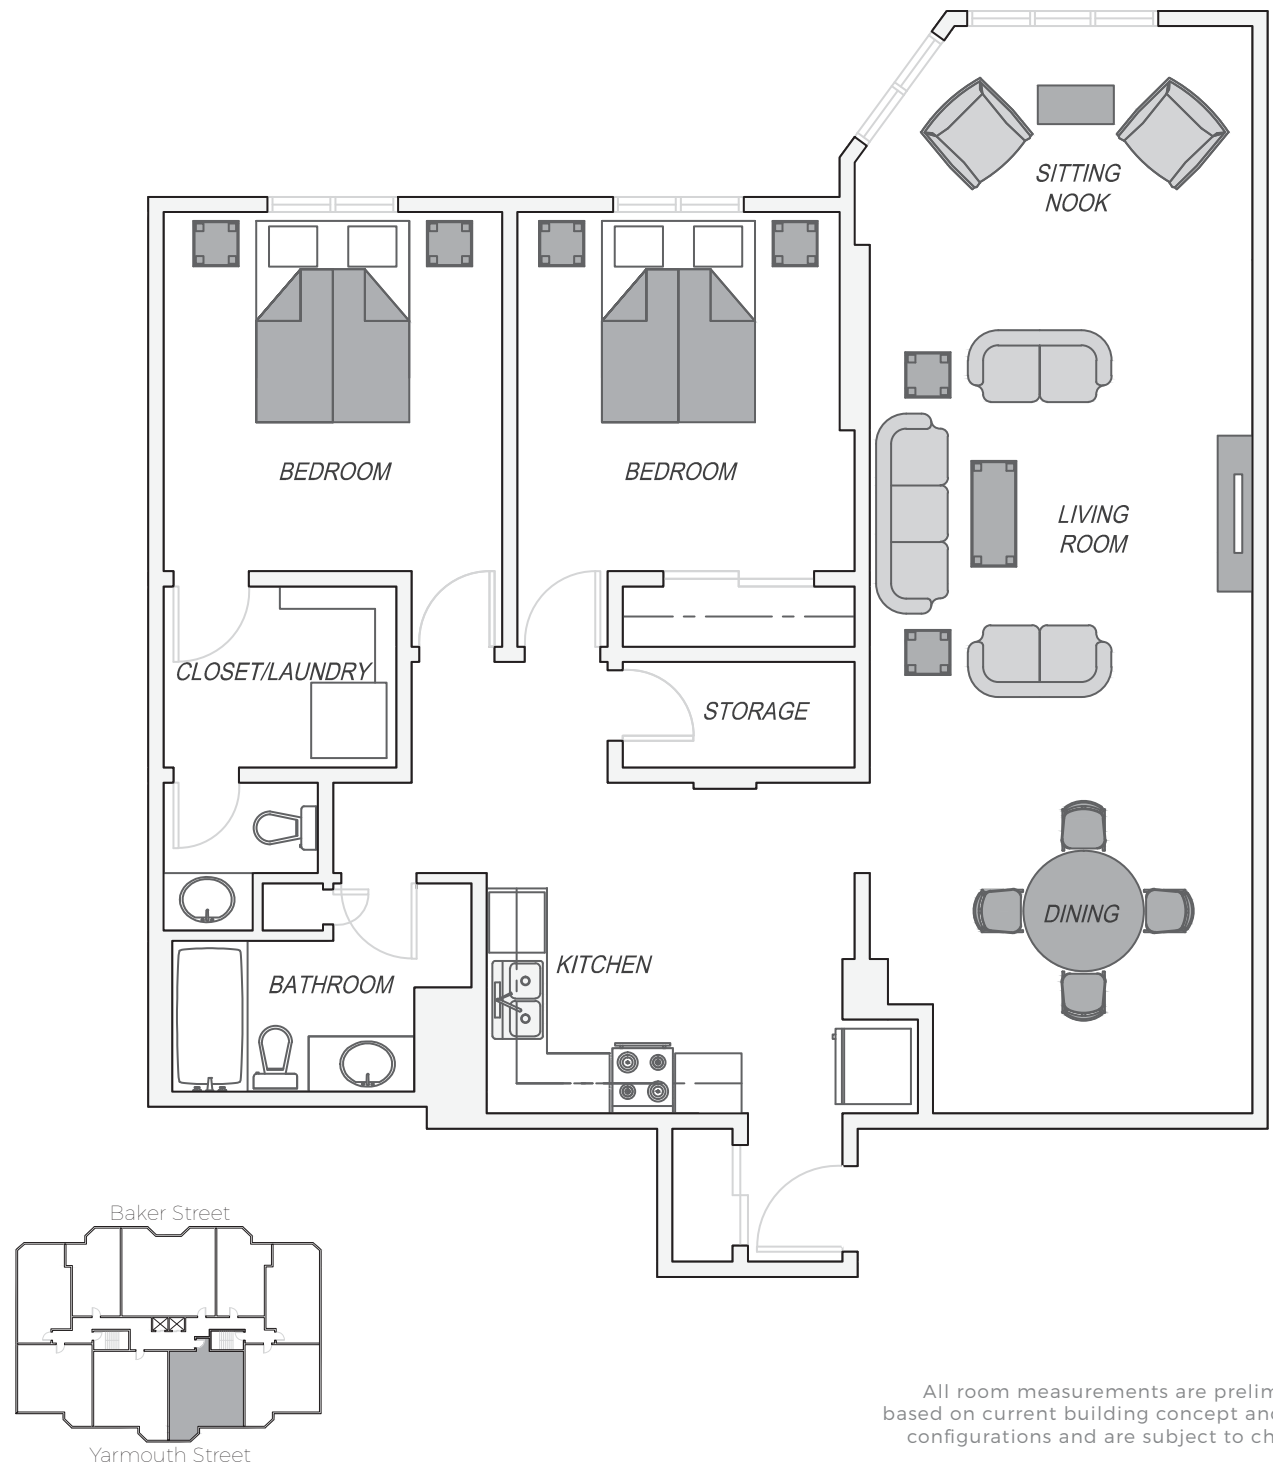 SITTING
NOOK
BEDROOM
BEDROOM
LIVING
ROOM
CLOSET/LAUNDRY
STORAGE
DINING
KITCHEN
BATHROOM
Baker Street
Yarmouth Street
All room measurements are prelim
based on current building concept an
configurations and are subject to ch